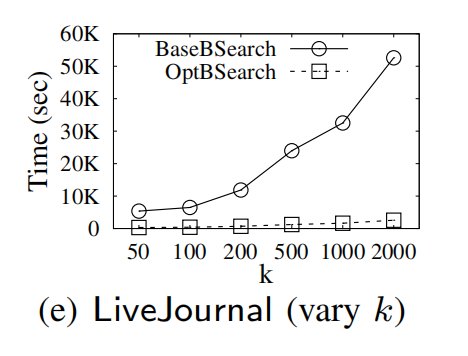 60K
BaseBSearch
OptBSearch
50K
40K
30K
20K
10K
0
Time (sec)
50 100 200 500 1000 2000
k
(e) LiveJournal (vary k)